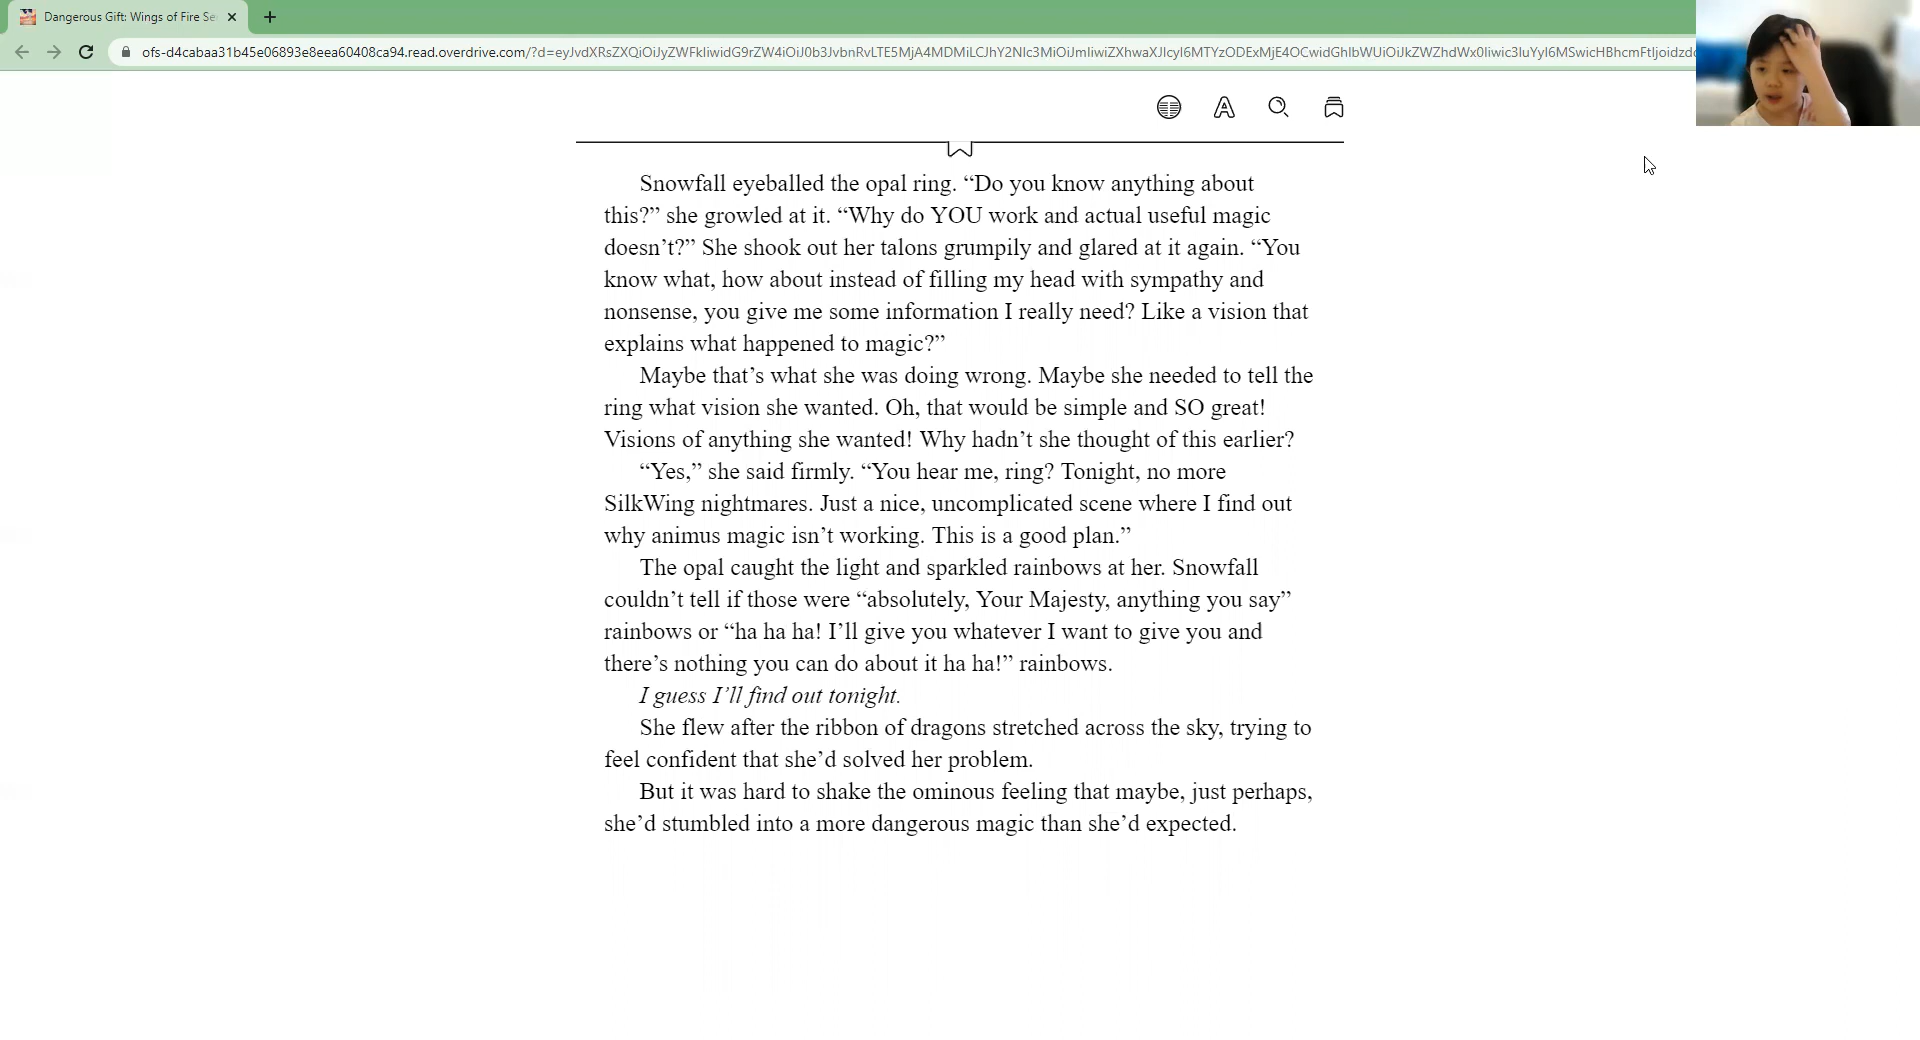 Dangerous Gift: Wings of Fire Se
Snowfall eyeballed the opal ring. “Do you know anything about
this?” she growled at it. “Why do YOU work and actual useful magic
doesn’t?” She shook out her talons grumpily and glared at it again. “You
know what, how about instead of filling my head with sympathy and
nonsense, you give me some information I really need? Like a vision that
explains what happened to magic?”
Maybe that’s what she was doing wrong. Maybe she needed to tell the
ring what vision she wanted. Oh, that would be simple and SO great!
Visions of anything she wanted! Why hadn’t she thought of this earlier?
“Yes,” she said firmly. “You hear me, ring? Tonight, no more
SilkWing nightmares. Just a nice, uncomplicated scene where I find out
why animus magic isn’t working. This is a good plan.”
The opal caught the light and sparkled rainbows at her. Snowfall
couldn’t tell if those were “absolutely, Your Majesty, anything you say”
rainbows or “ha ha ha! I’ll give you whatever I want to give you and
there’s nothing you can do about it ha ha!” rainbows.
I guess I’ll find out tonight.
She flew after the ribbon of dragons stretched across the sky, trying to
feel confident that she’d solved her problem.
But it was hard to shake the ominous feeling that maybe, just perhaps,
she’d stumbled into a more dangerous magic than she’d expected.